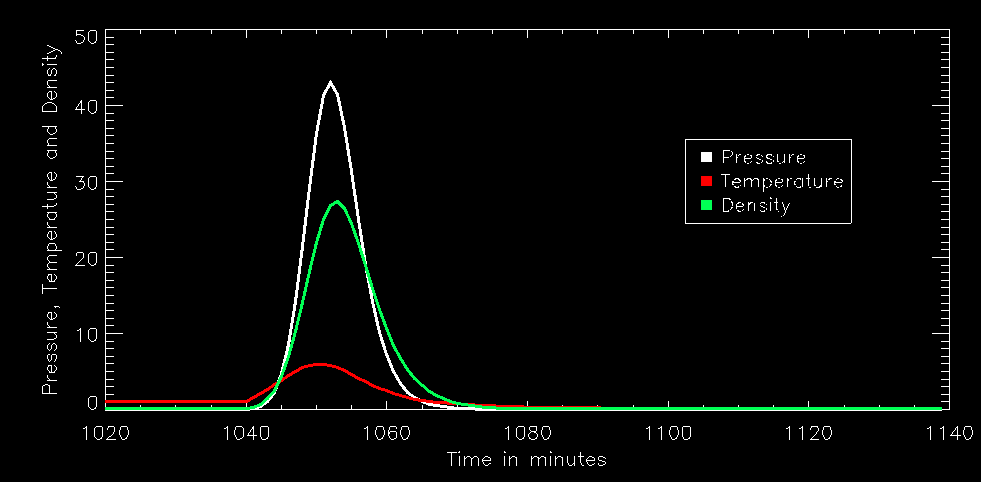 50
40
30
20
10
0
Pressure, Temperature and Density
Pressure
Temperature
Density
1020 1040 1060 1080 1100 1120 1140
Time in minutes